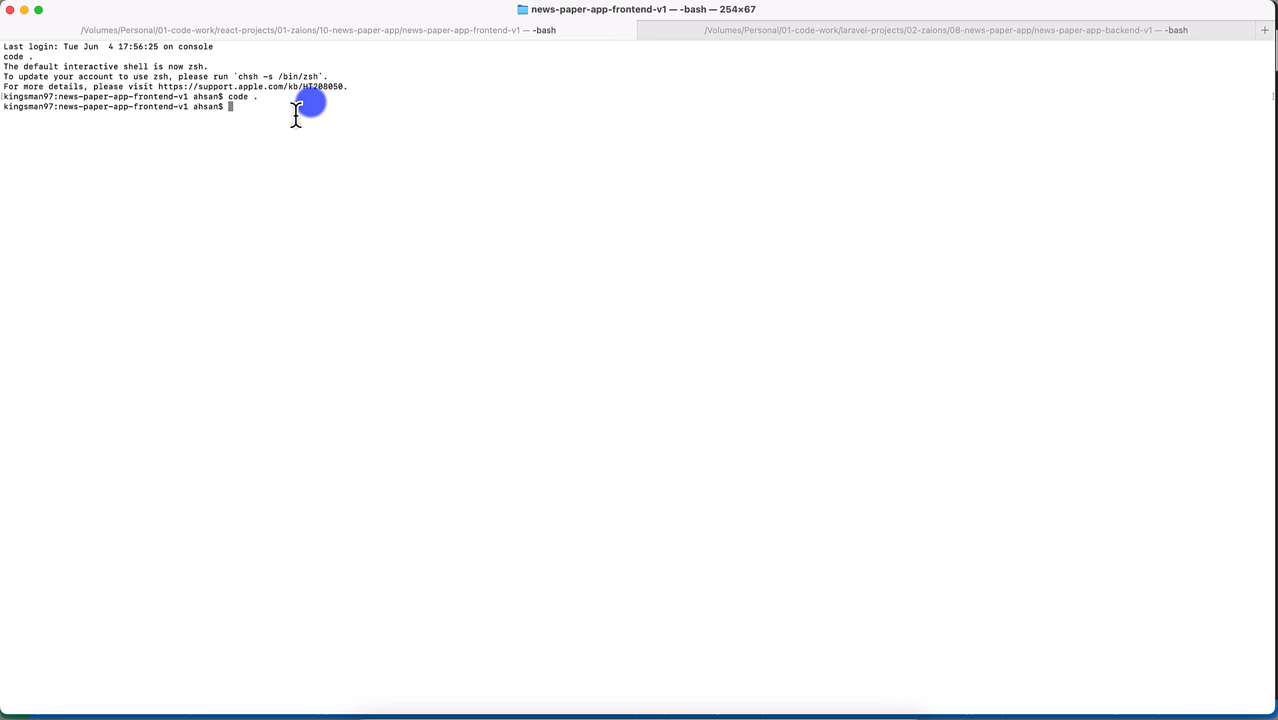 news-paper-app-frontend-v1 — -bash — 254×67
/Volumes/Personal/01-code-work/react-projects/01-zaions/10-news-paper-app/news-paper-app-frontend-v1 — -bash
/Volumes/Personal/01-code-work/laravel-projects/02-zaions/08-news-paper-app/news-paper-app-backend-v1 — -bash
Last login: Tue Jun  4 17:56:25 on console
code .
The default interactive shell is now zsh.
To update your account to use zsh, please run `chsh -s /bin/zsh`.
For more details, please visit https://support.apple.com/kb/HT208050.
[kingsman97:news-paper-app-frontend-v1 ahsan$ code .
kingsman97:news-paper-app-frontend-v1 ahsan$